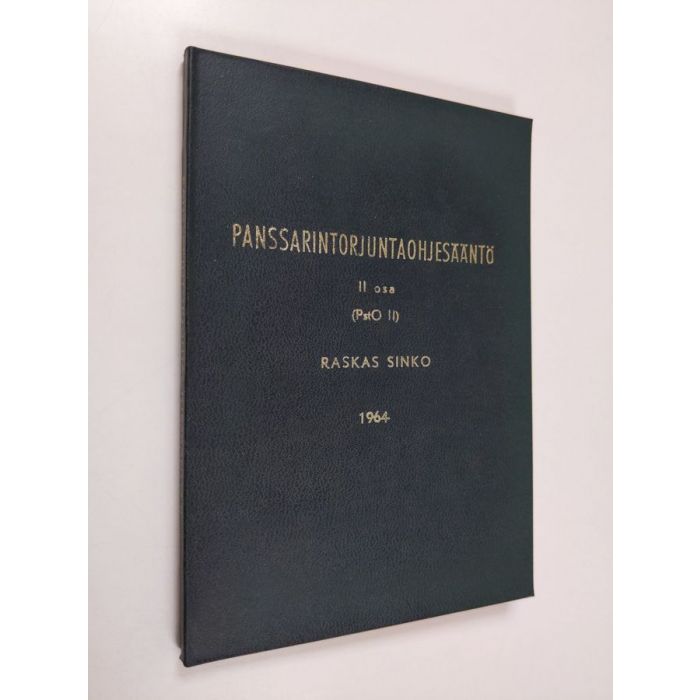 PANSSARINTORJUNTAOHJESÄÄNTÖ
II osa
(PstO II)
RASKAS SINKO
1964